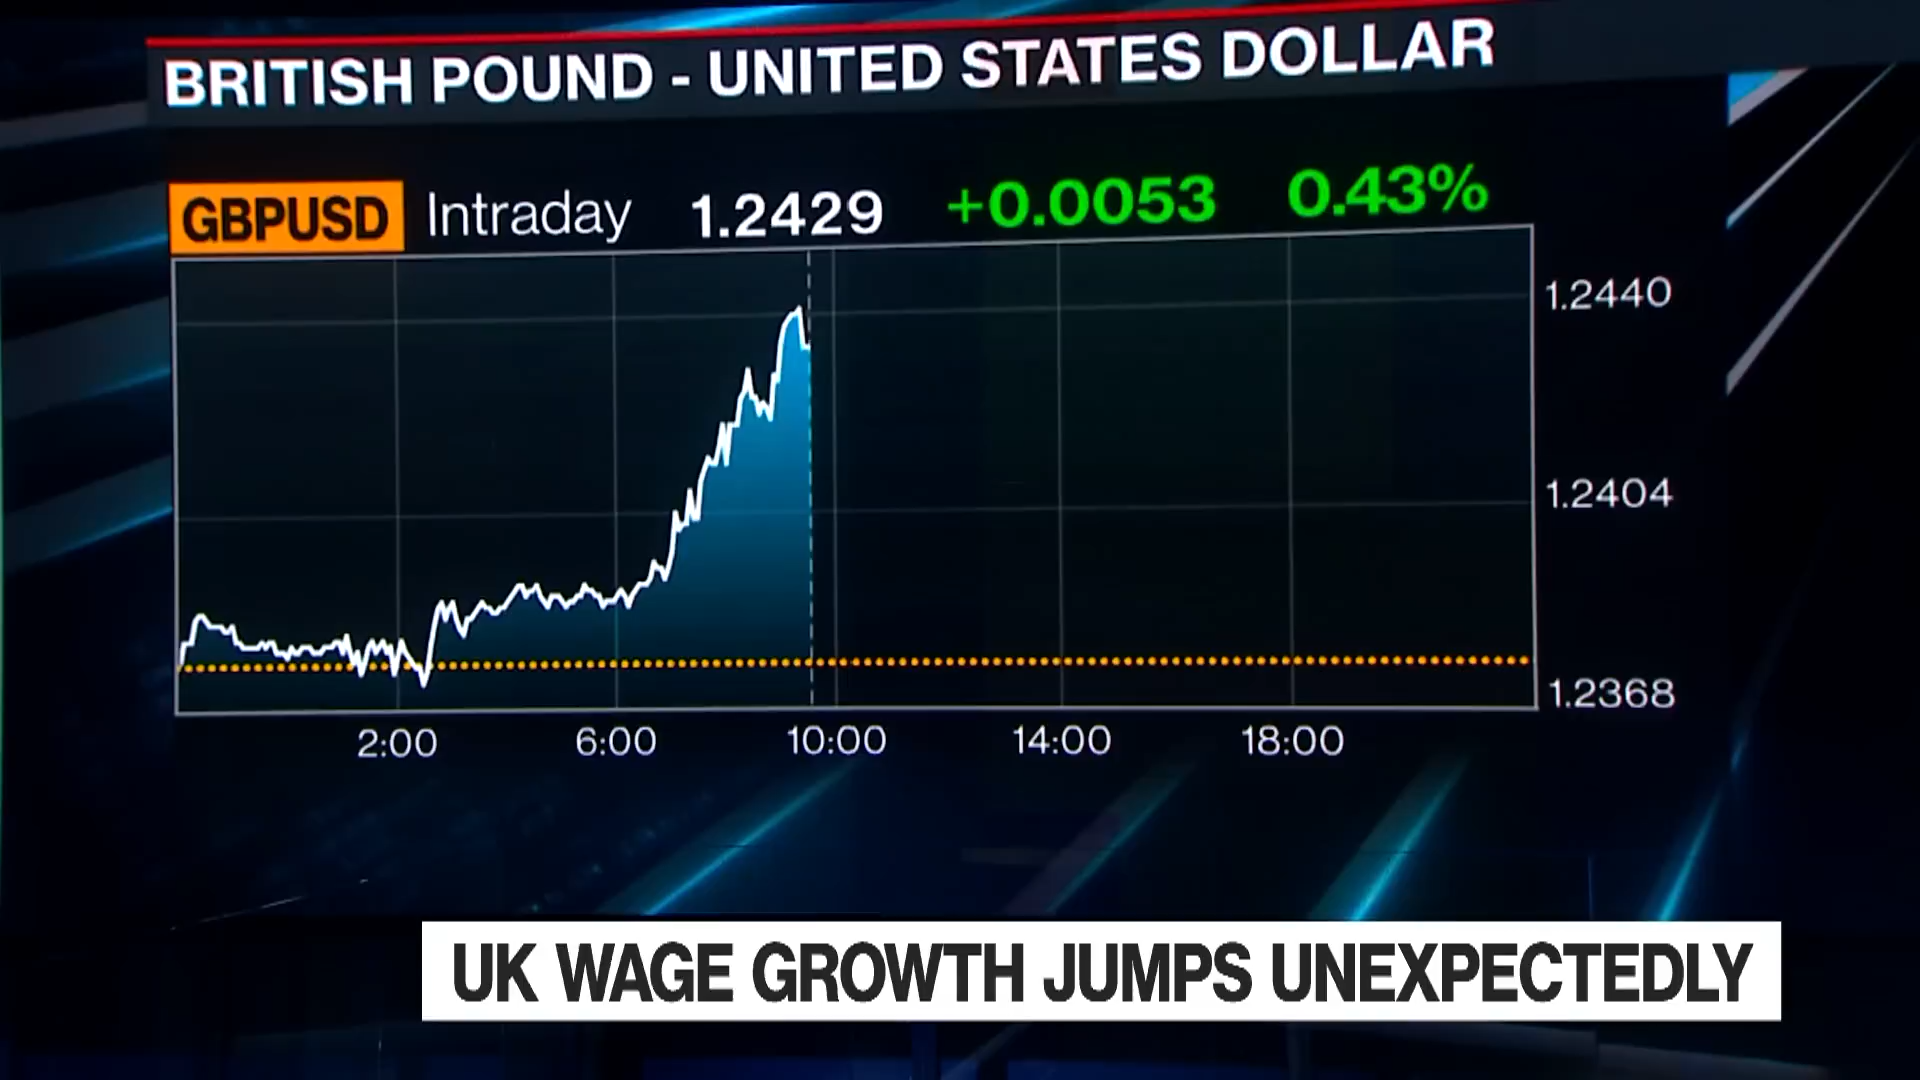 BRITISH POUND - UNITED STATES DOLLAR
GBPUSD Intraday 1.2429 +0.0053 0.43%
1.2440
1.2404
1.2368
2:00 6:00 10:00 14:00 18:00
UK WAGE GROWTH JUMPS UNEXPECTEDLY